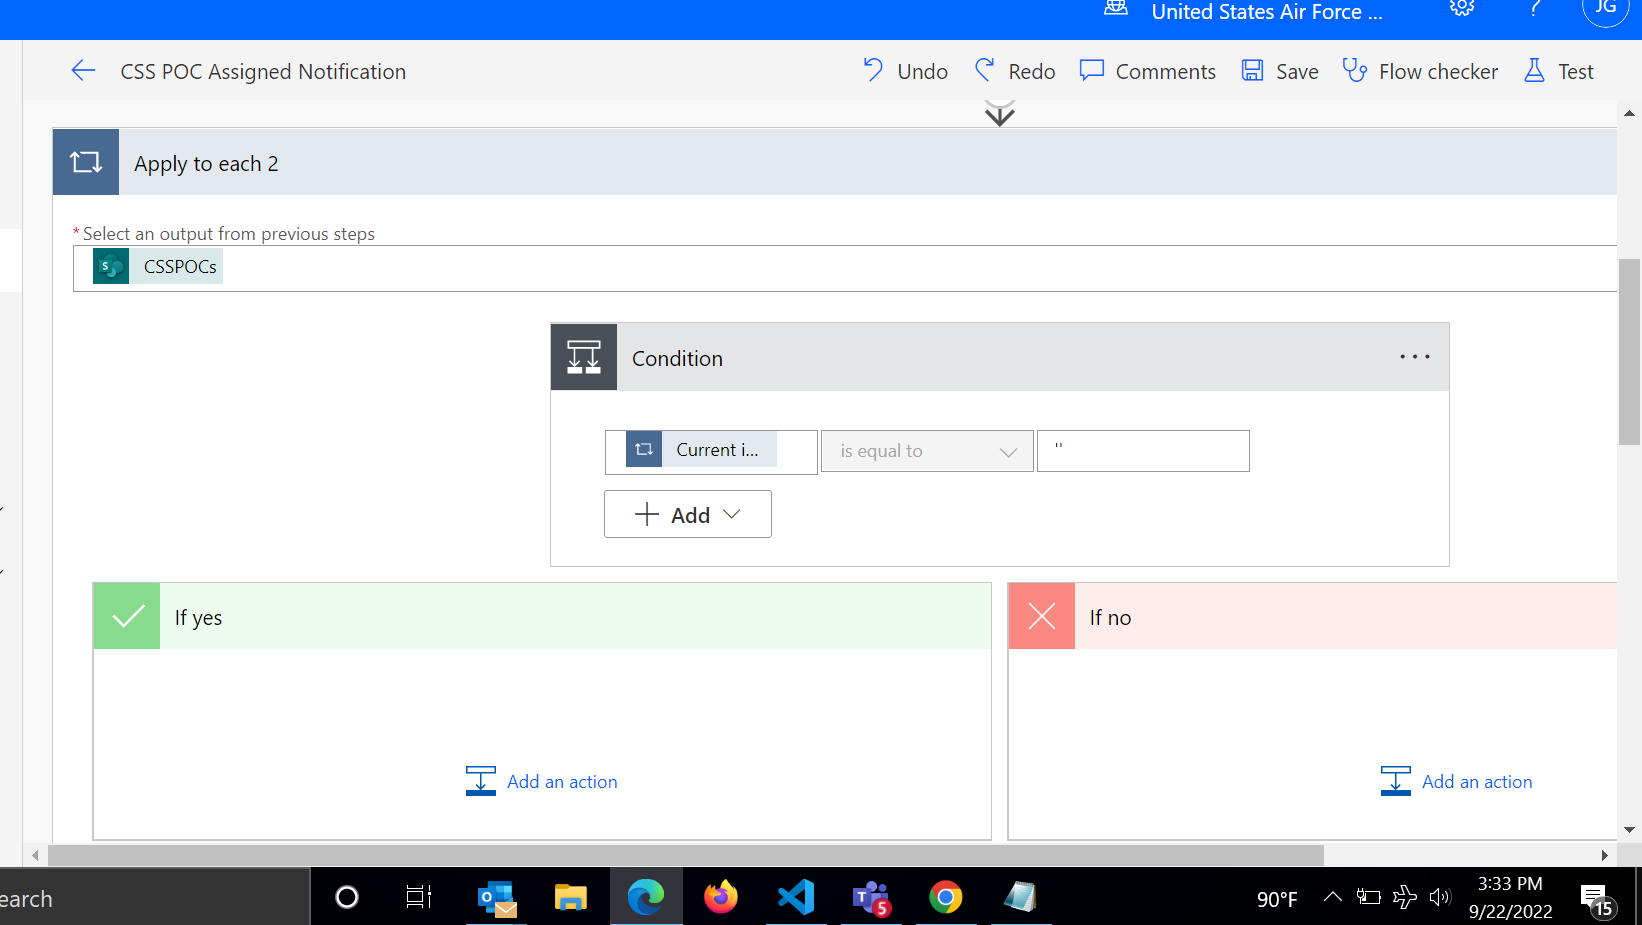 United States Air Force ...
JG
CSS POC Assigned Notification
Undo
Redo
Comments
Save
Flow checker
Test
Apply to each 2
* Select an output from previous steps
S CSSPOCs
Condition
Current i...
is equal to
''
Add
If yes
If no
Add an action
Add an action
earch
5
90°F
3:33 PM
9/22/2022
15